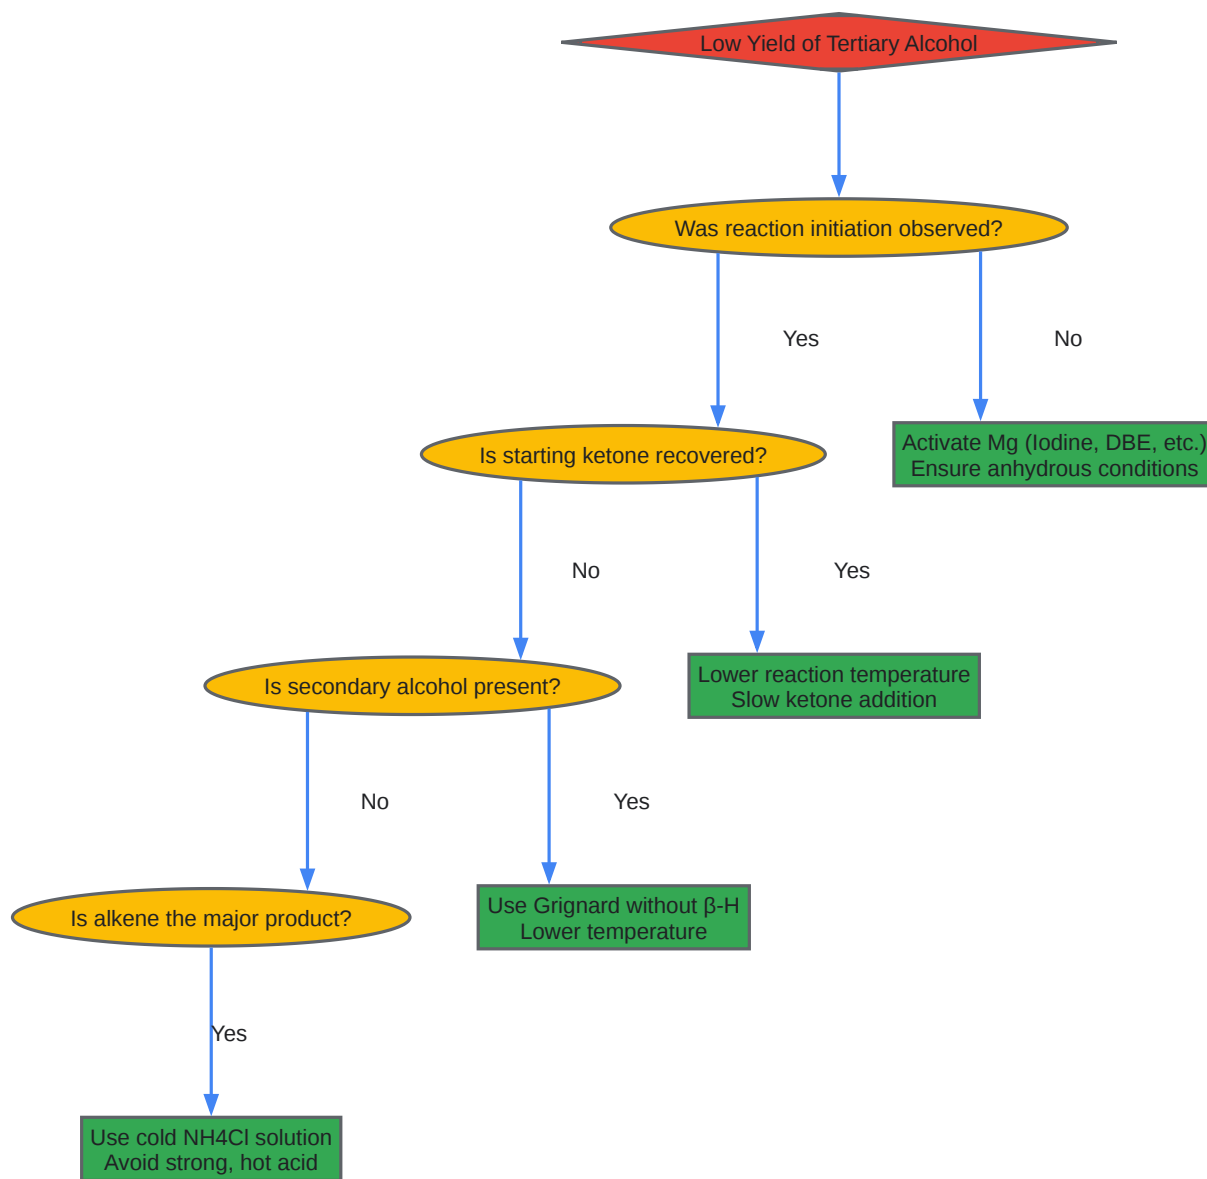 Low Yield of Tertiary Alcohol
Was reaction initiation observed?
Yes
No
Activate Mg (Iodine, DBE, etc.)
Ensure anhydrous conditions
Is starting ketone recovered?
No
Yes
Lower reaction temperature
Slow ketone addition
Is secondary alcohol present?
No
Yes
Use Grignard without β-H
Lower temperature
Is alkene the major product?
Yes
Use cold NH4Cl solution
Avoid strong, hot acid